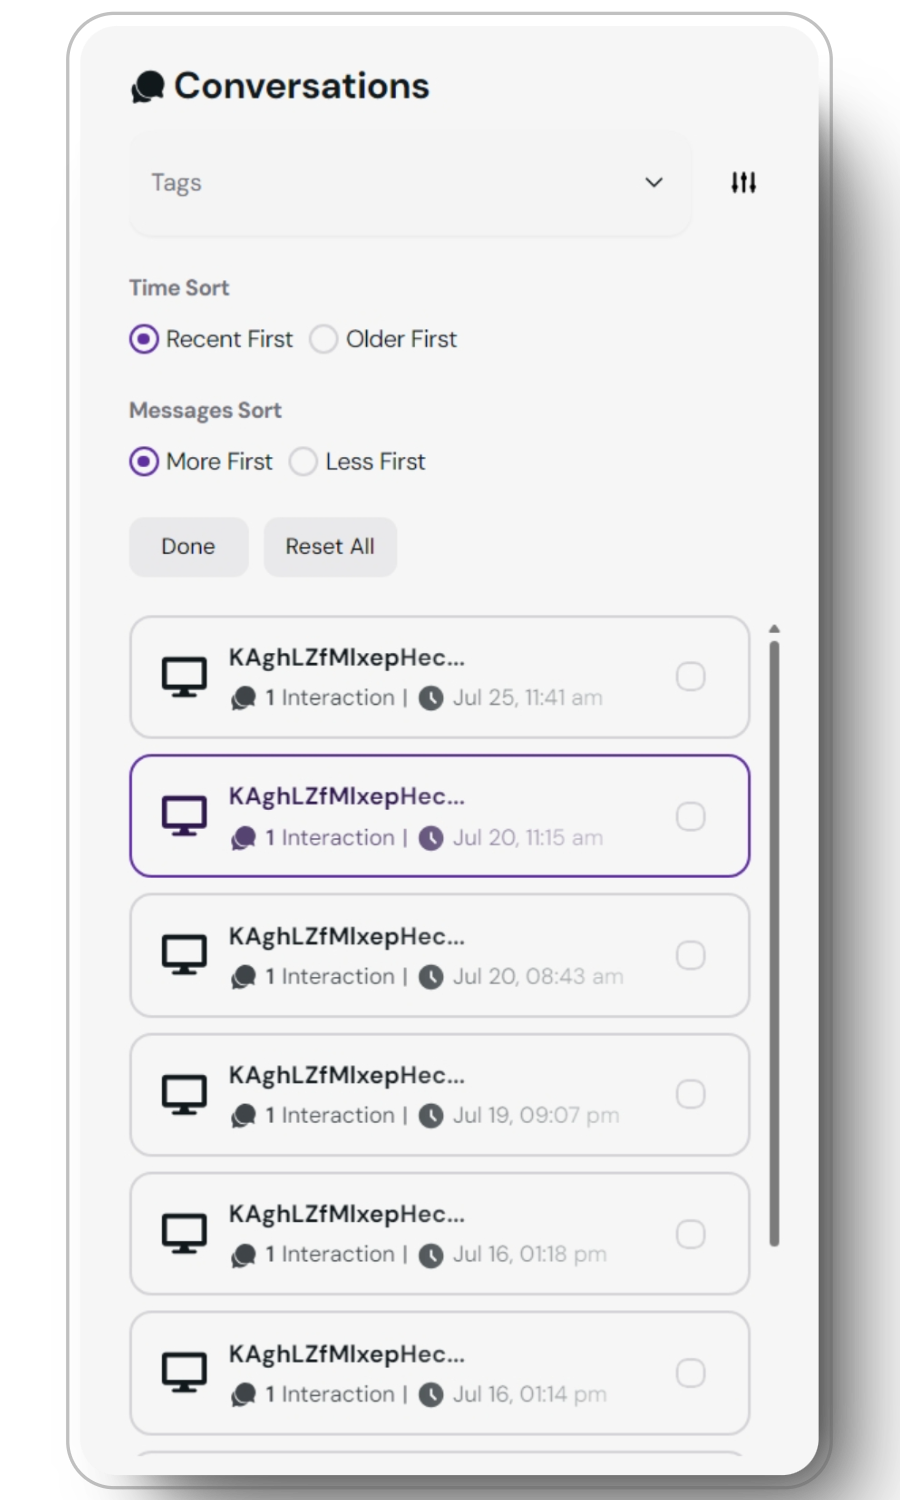 Conversations
Tags
Time Sort
Recent First Older First
Messages Sort
More First Less First
Done Reset All
KAghLZfMlxepHec...
1 Interaction | Jul 25, 11:41 am
KAghLZfMlxepHec...
1 Interaction | Jul 20, 11:15 am
KAghLZfMlxepHec...
1 Interaction | Jul 20, 08:43 am
KAghLZfMlxepHec...
1 Interaction | Jul 19, 09:07 pm
KAghLZfMlxepHec...
1 Interaction | Jul 16, 01:18 pm
KAghLZfMlxepHec...
1 Interaction | Jul 16, 01:14 pm